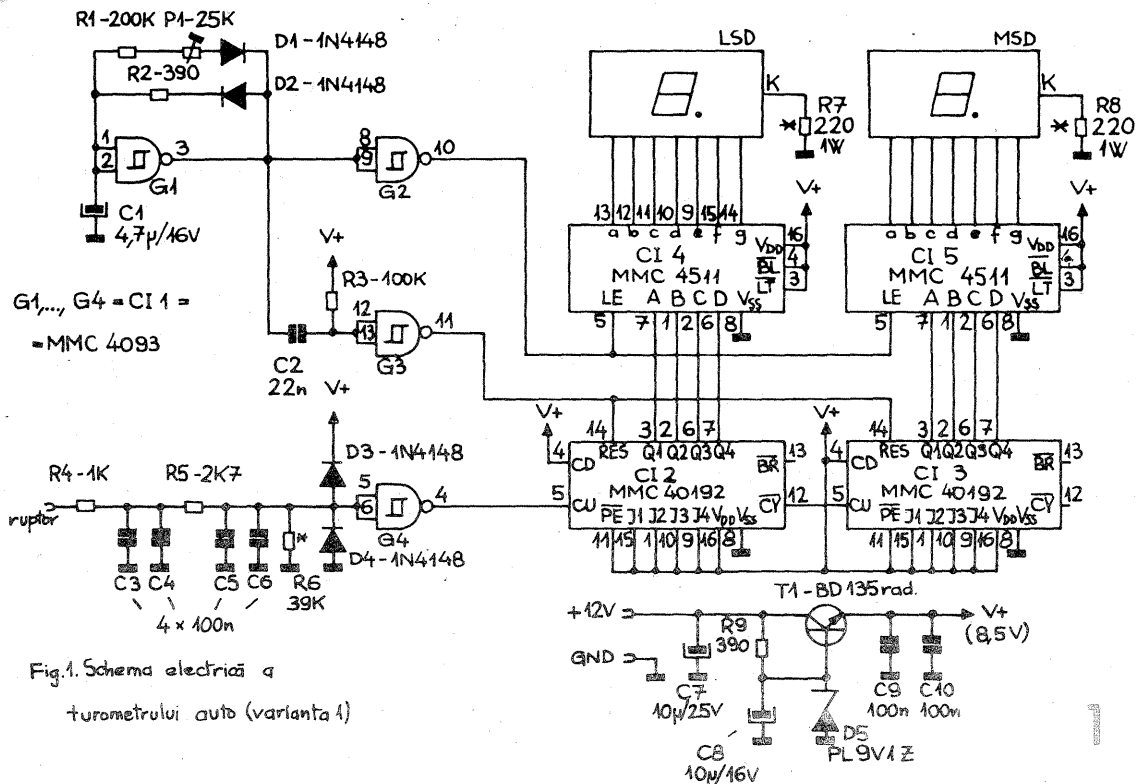 R1-200K P1-25K
D1-1N4148
R2-390
D2-1N4148
1
2
3
G1
C1
4,7µ/16V
8
9
10
G2
V+
R3-100K
12
13
11
G3
C2
22n
G1,..., G4 = CI 1 =
= MMC 4093
V+
D3-1N4148
R4-1K
R5-2K7
ruptor
5
6
4
G4
D4-1N4148
C3 C4 C5 C6 R6
*
39K
4 x 100n
LSD
MSD
K
R7
* 220
1W
K
R8
* 220
1W
V+
V+
13 12 11 10 9 15 14
a b c d e f g
16
VDD
CI 4
4
BL
MMC 4511
3
LT
LE A B C D VSS
5 7 1 2 6 8
a b c d e f g
16
VDD
CI 5
4
BL
MMC 4511
3
LT
LE A B C D VSS
5 7 1 2 6 8
V+
14 3 2 6 7
4
CD
RES Q1 Q2 Q3 Q4
BR
13
CI 2
MMC 40192
5
CU
CY
12
PE J1 J2 J3 J4 VDD VSS
11 15 1 10 9 16 8
V+
14 3 2 6 7
4
CD
RES Q1 Q2 Q3 Q4
BR
13
CI 3
MMC 40192
5
CU
CY
12
PE J1 J2 J3 J4 VDD VSS
11 15 1 10 9 16 8
T1-BD135rad.
+12V
R9
390
V+
(8,5V)
GND
C7
10µ/25V
C8
10µ/16V
D5
PL9V1Z
C9
100n
C10
100n
Fig.1. Schema electrică a
turometrului auto (varianta 1)
1